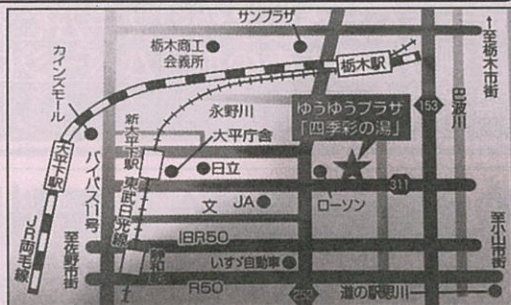 サンプラザ
栃木商工
会議所
↑至栃木市街
カインズモール
栃木駅
永野川
153
巴波川
ゆうゆうプラザ
「四季彩の湯」
新大平下駅
大平庁舎
大平下駅
バイパス11号
東武日光線
日立
311
JA
ローソン
文
JR両毛線
至佐野市街
静和
IBR50
至小山市街
いすゞ自動車
R50
道の駅思川